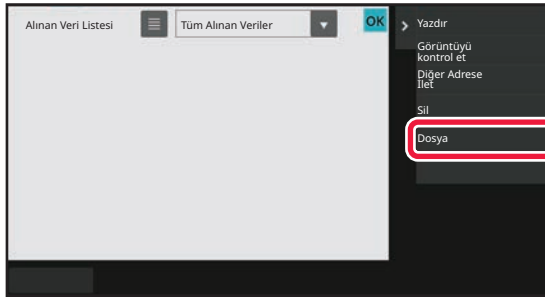 Alınan Veri Listesi
Tüm Alınan Veriler
OK
Yazdır
Görüntüyü
kontrol et
Diğer Adrese
İlet
Sil
Dosya